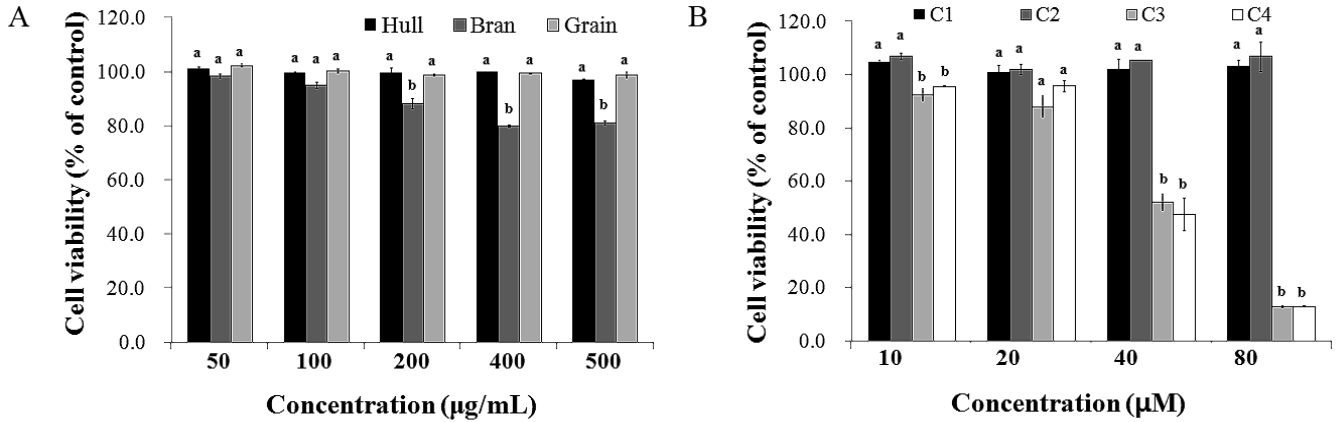 A
120.0
100.0
80.0
60.0
40.0
20.0
0.0
Cell viability (% of control)
Hull Bran Grain
a a a a a a a b a a b a a b a
50 100 200 400 500
Concentration (µg/mL)
B
120.0
100.0
80.0
60.0
40.0
20.0
0.0
Cell viability (% of control)
C1 C2 C3 C4
a a b b a a a a a a b b a a b b
10 20 40 80
Concentration (µM)